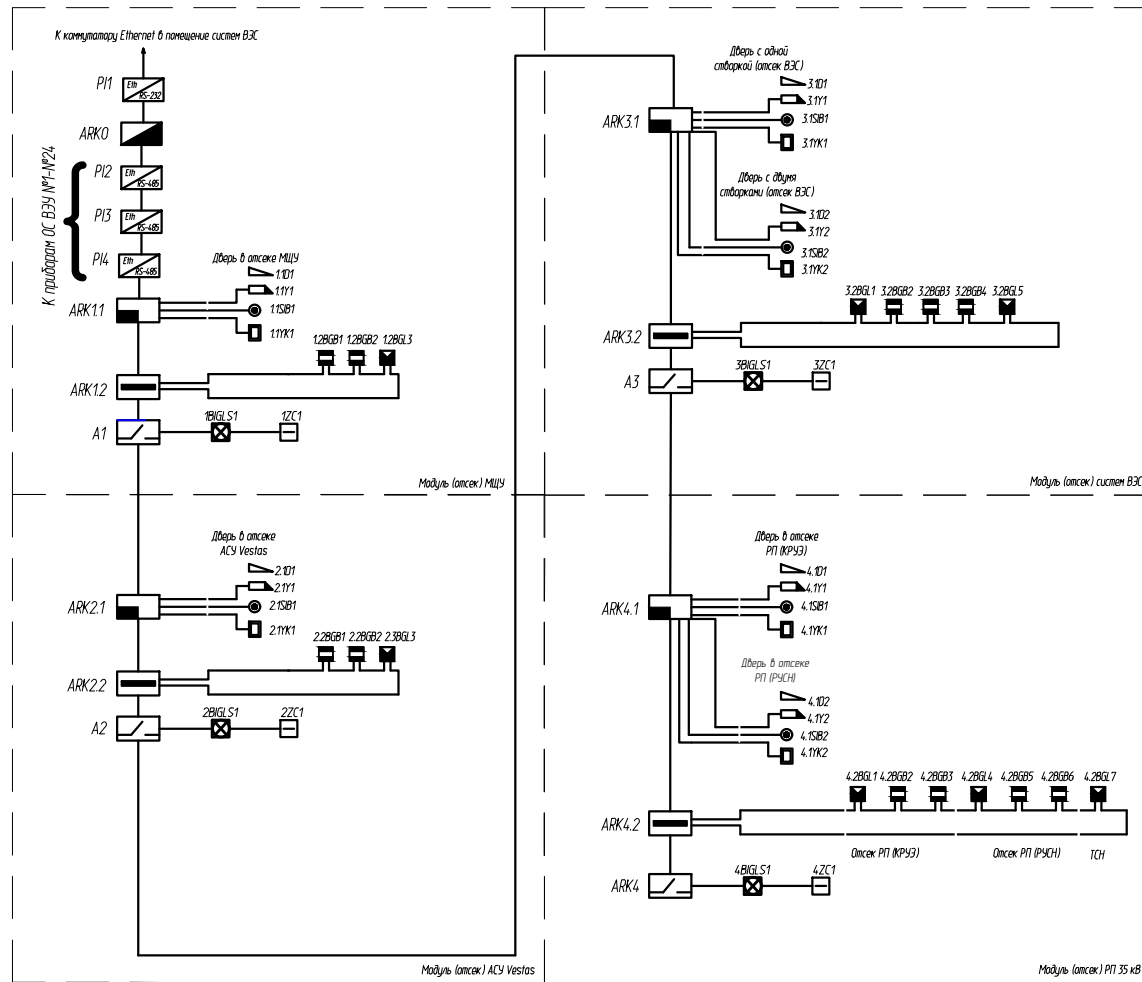 К коммутатору Ethernet в помещение систем ВЭС
PI1
Eth
RS-232
ARK0
К приборам ОС ВЭУ №1-№24
PI2
Eth
RS-485
PI3
Eth
RS-485
PI4
Eth
RS-485
Дверь в отсеке МЩУ
1.1D1
1.1Y1
1.1SIB1
1.1YK1
ARK1.1
1.2BGB1 1.2BGB2 1.2BGL3
ARK1.2
A1
1BIGLS1
1ZC1
Модуль (отсек) МЩУ
Дверь в отсеке
АСУ Vestas
2.1D1
2.1Y1
2.1SIB1
2.1YK1
ARK2.1
2.2BGB1 2.2BGB2 2.3BGL3
ARK2.2
A2
2BIGLS1
2ZC1
Модуль (отсек) АСУ Vestas
Дверь с одной
створкой (отсек ВЭС)
3.1D1
3.1Y1
3.1SIB1
3.1YK1
ARK3.1
Дверь с двумя
створками (отсек ВЭС)
3.1D2
3.1Y2
3.1SIB2
3.1YK2
3.2BGL1 3.2BGB2 3.2BGB3 3.2BGB4 3.2BGL5
ARK3.2
A3
3BIGLS1
3ZC1
Модуль (отсек) систем ВЭС
Дверь в отсеке
РП (КРУЭ)
4.1D1
4.1Y1
4.1SIB1
4.1YK1
ARK4.1
Дверь в отсеке
РП (РУСН)
4.1D2
4.1Y2
4.1SIB2
4.1YK2
4.2BGL1 4.2BGB2 4.2BGB3 4.2BGL4 4.2BGB5 4.2BGB6 4.2BGL7
ARK4.2
Отсек РП (КРУЭ) Отсек РП (РУСН) ТСН
ARK4
4BIGLS1
4ZC1
Модуль (отсек) РП 35 кВ